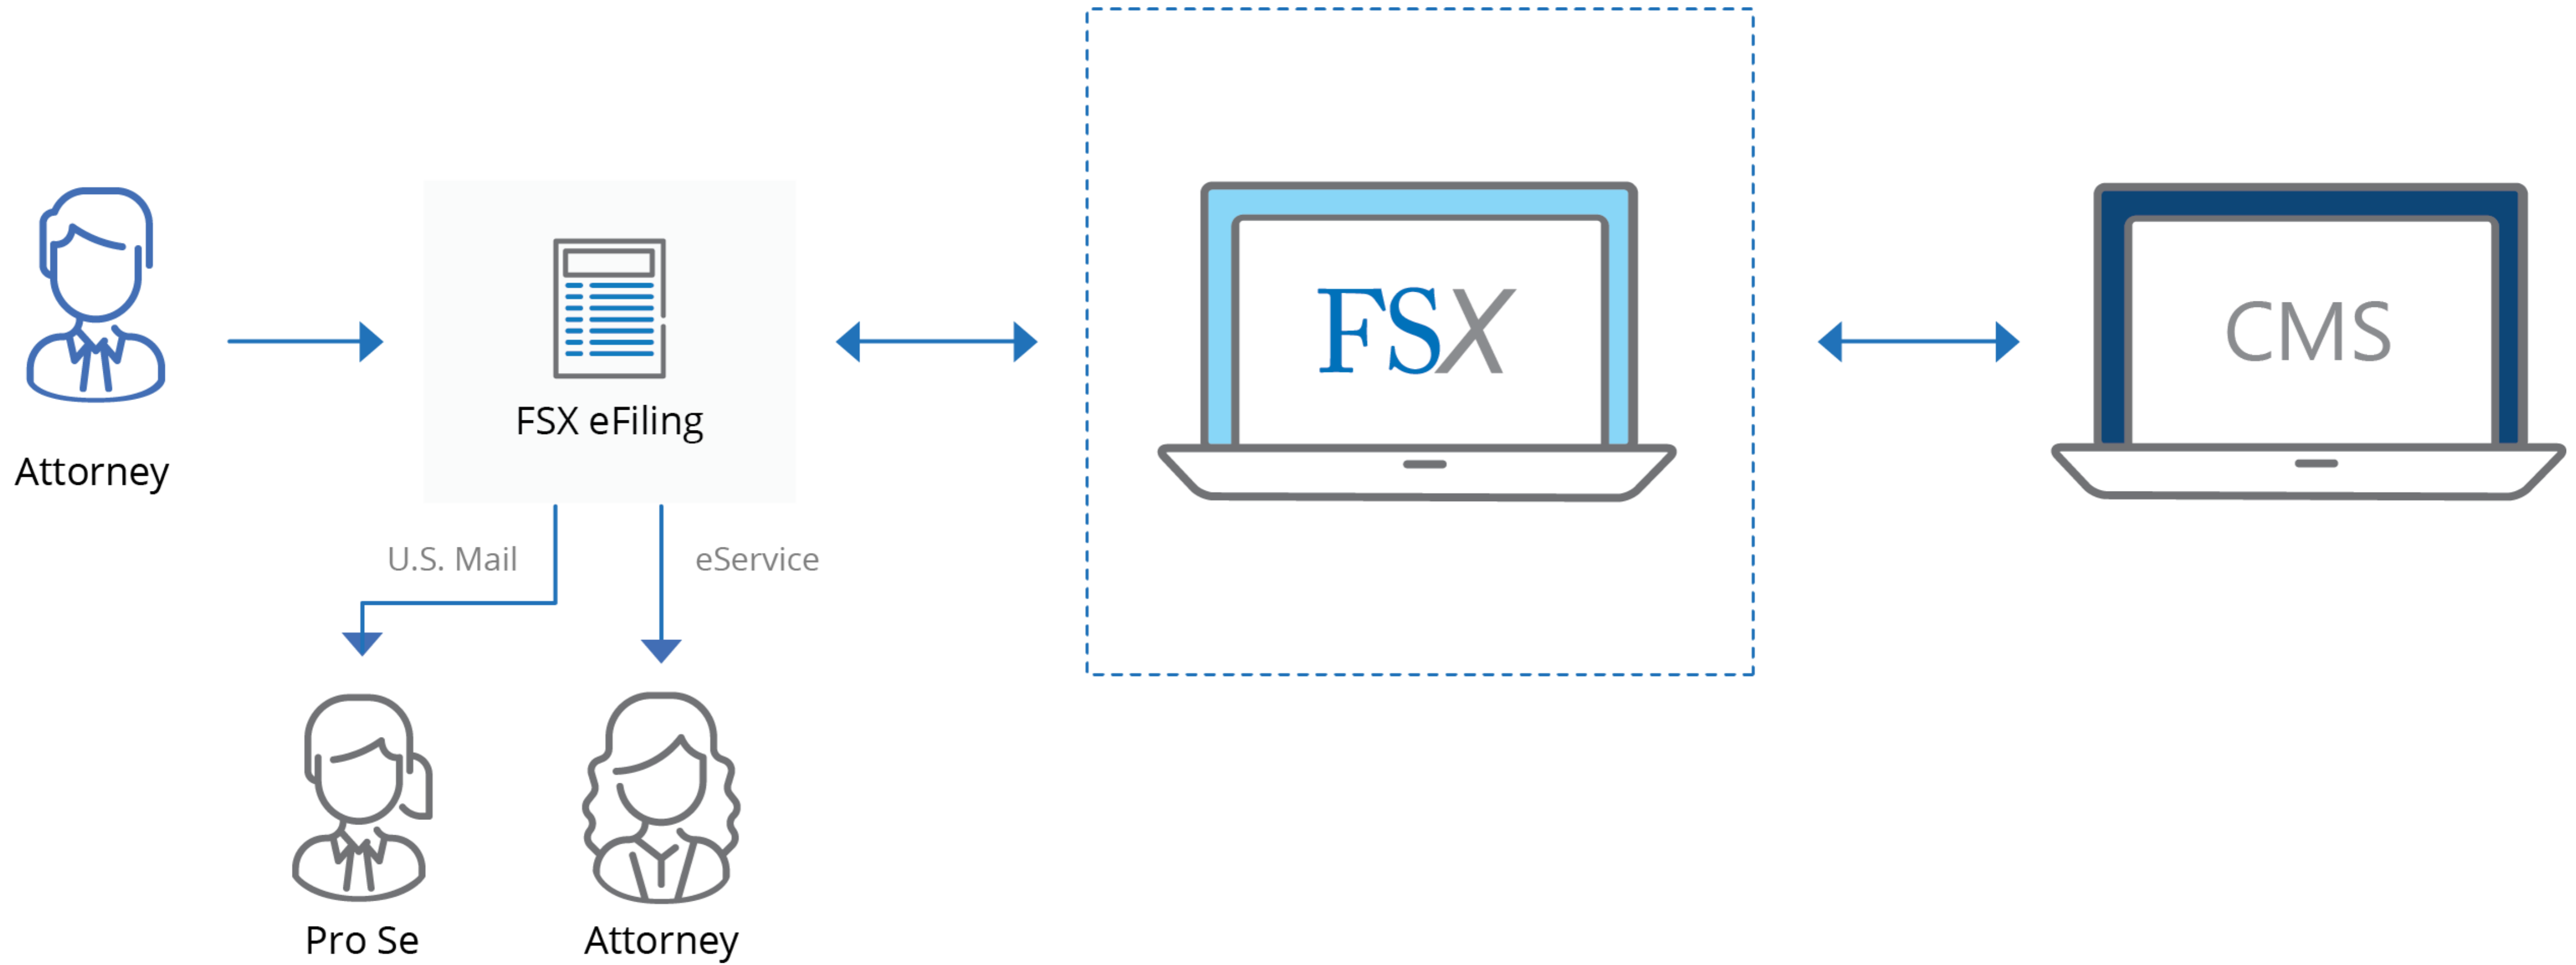 Attorney
FSX eFiling
FSX
CMS
U.S. Mail
eService
Pro Se
Attorney